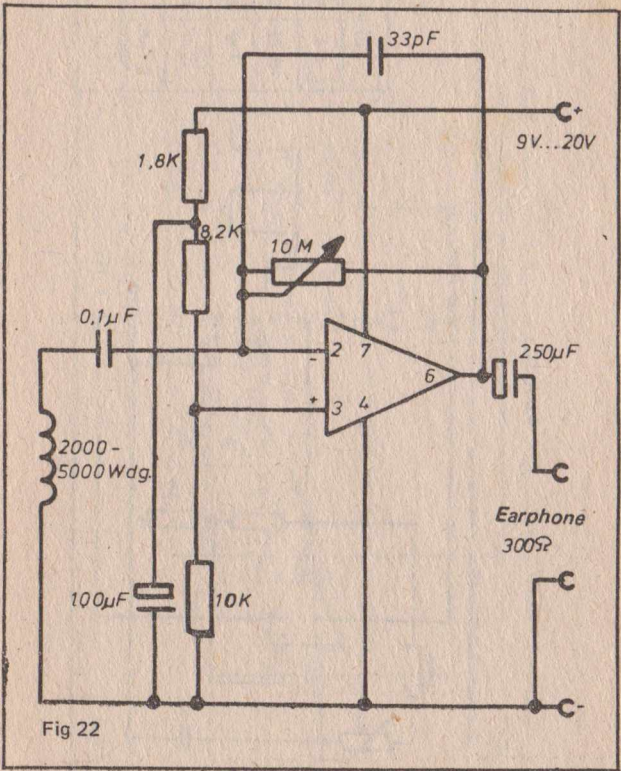 33pF
+
9V...20V
1,8K
8,2K
10 M
0,1µF
2 7
-
6
250µF
+
3 4
2000-
5000 Wdg.
Earphone
300Ω
100µF
10K
-
Fig 22